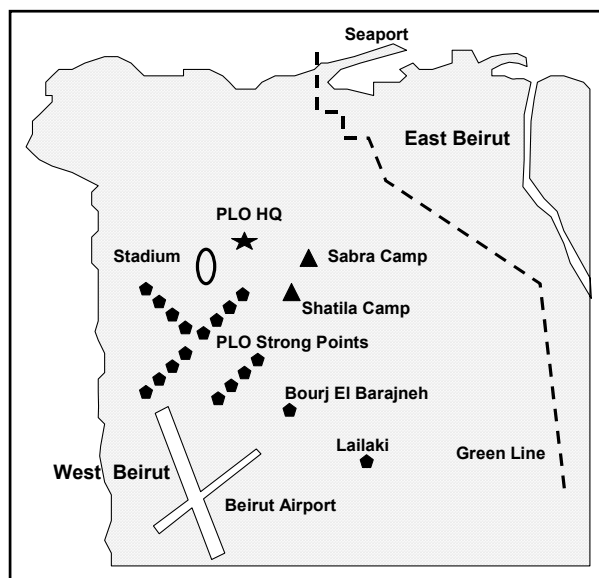 Seaport
East Beirut
PLO HQ
Stadium
Sabra Camp
Shatila Camp
PLO Strong Points
Bourj El Barajneh
Lailaki
Green Line
West Beirut
Beirut Airport